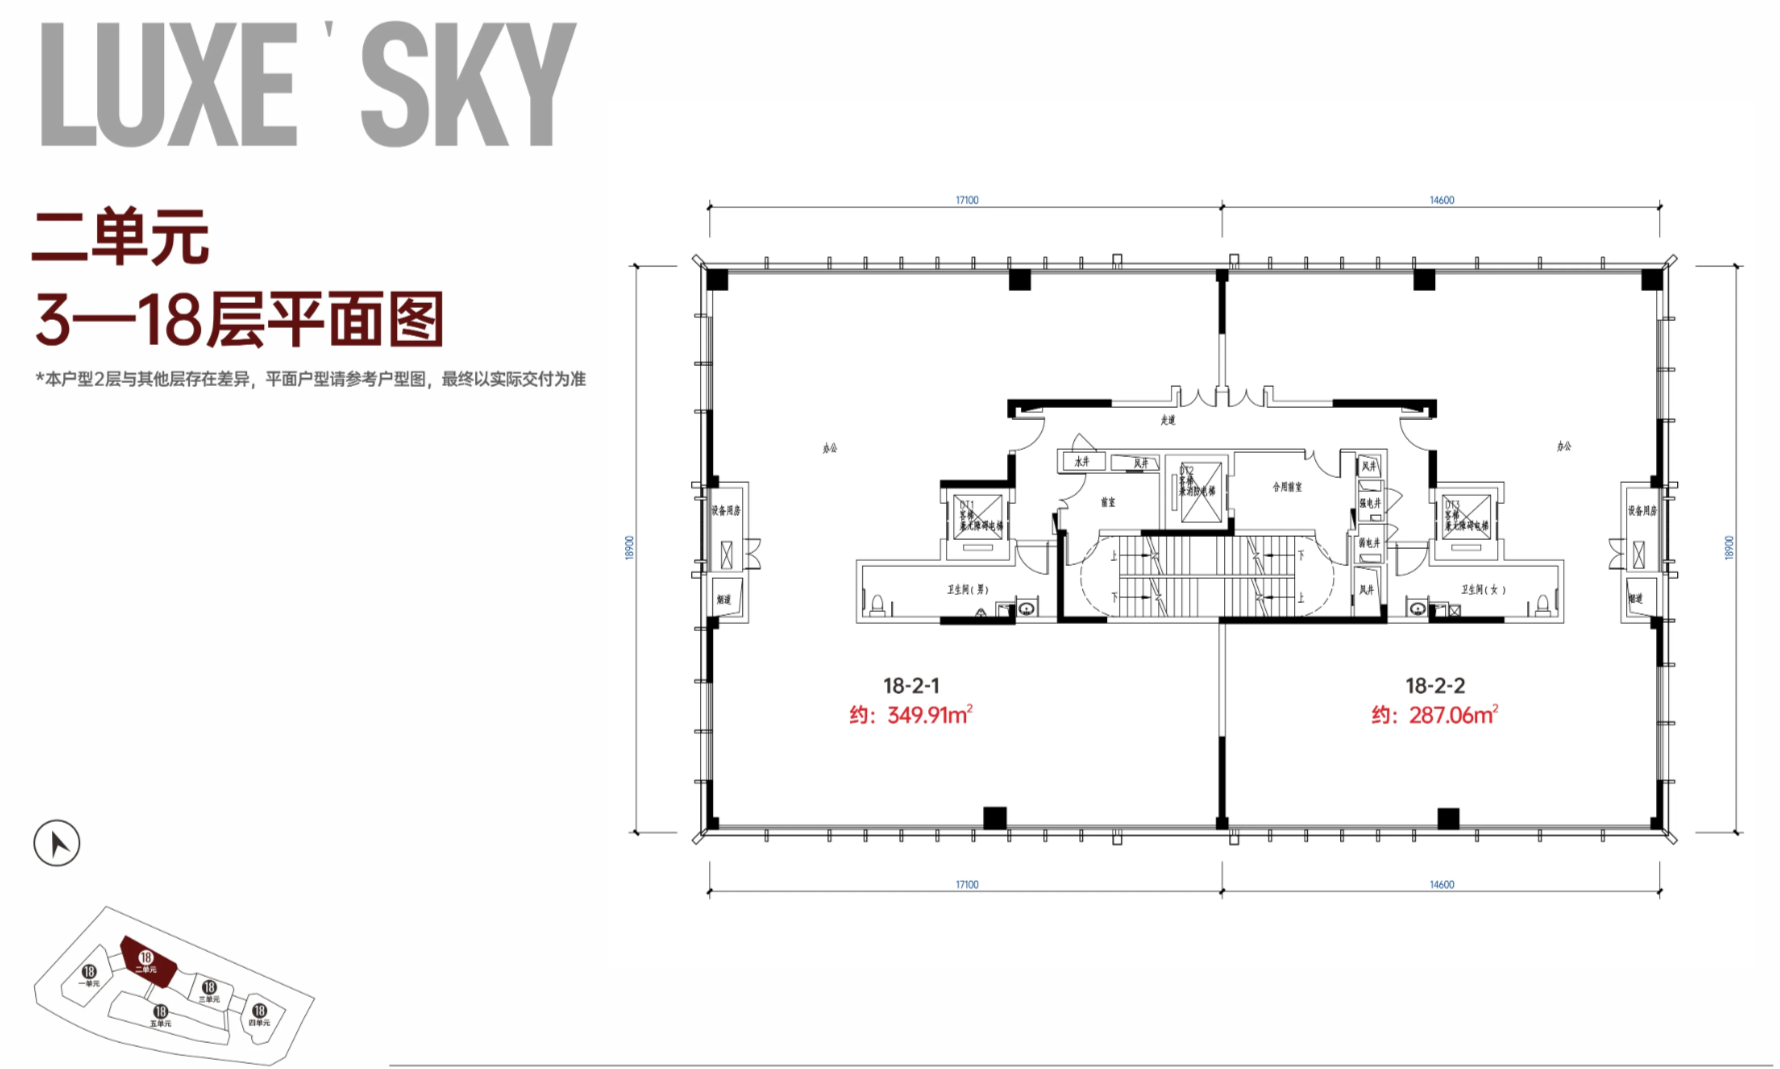 LUXE'SKY
二单元
3—18层平面图
*本户型2层与其他层存在差异，平面户型请参考户型图，最终以实际交付为准
17100
14600
18900
18900
走道
办公
办公
水井
风井
DT2
客梯
兼消防电梯
合用前室
风井
前室
强电井
设备用房
DT1
客梯
兼无障碍电梯
DT3
客梯
兼无障碍电梯
设备用房
弱电井
上
下
下
上
烟道
卫生间(男)
风井
卫生间(女)
烟道
18-2-1
约：349.91m²
18-2-2
约：287.06m²
17100
14600
18
二单元
18
一单元
18
三单元
18
五单元
18
四单元